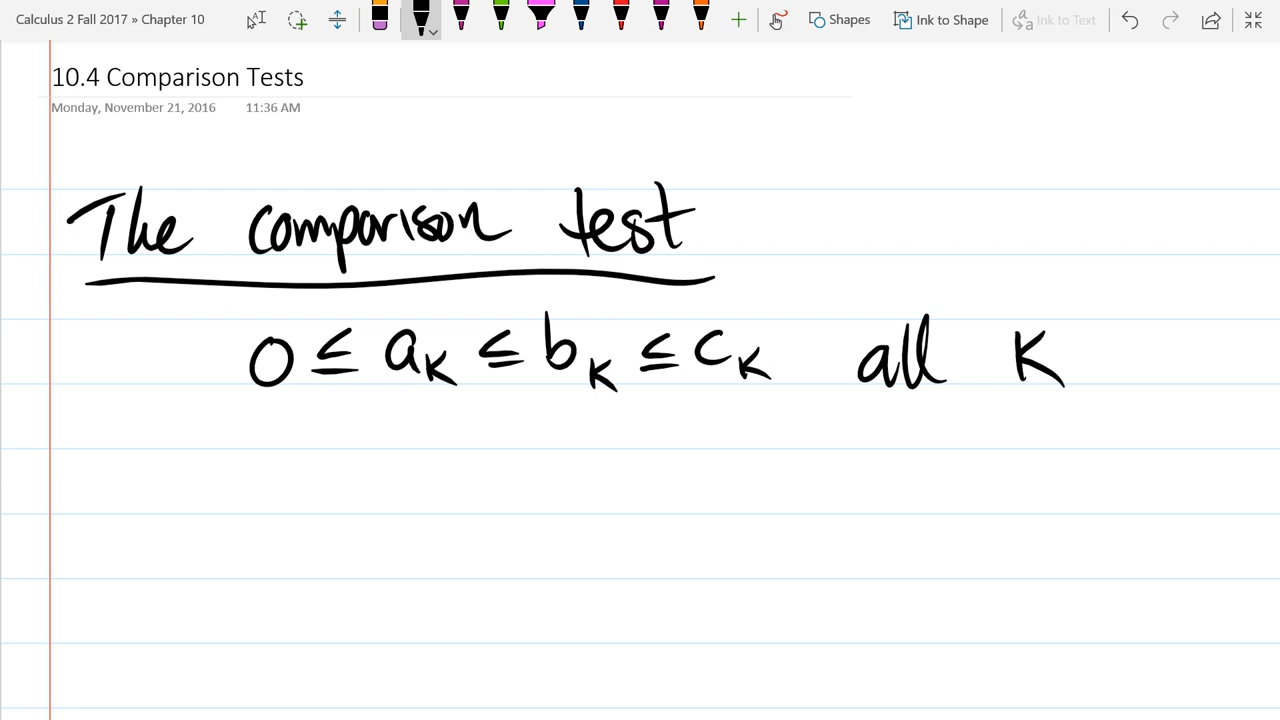 Calculus 2 Fall 2017 » Chapter 10
Shapes
Ink to Shape
Ink to Text
10.4 Comparison Tests
Monday, November 21, 2016 11:36 AM
The comparison test
0 ≤ a_K ≤ b_K ≤ c_K all K